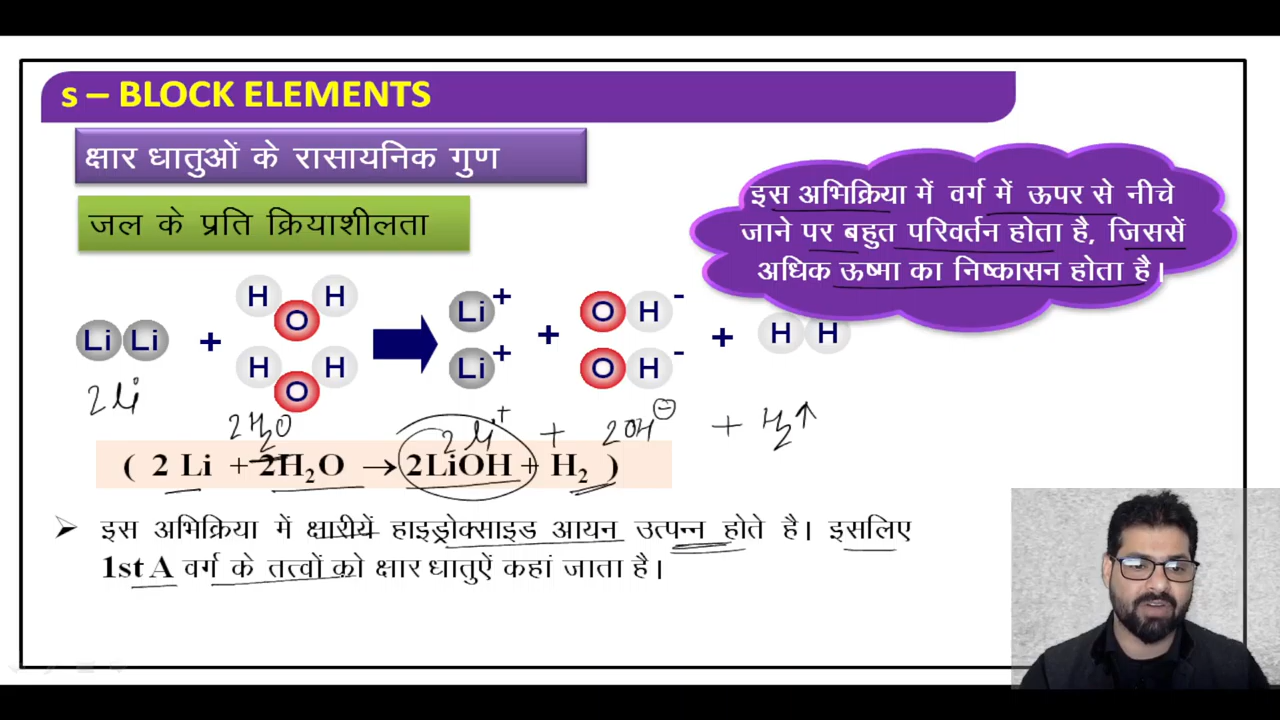 s – BLOCK ELEMENTS
क्षार धातुओं के रासायनिक गुण
जल के प्रति क्रियाशीलता
इस अभिक्रिया में वर्ग में ऊपर से नीचे
जाने पर बहुत परिवर्तन होता है, जिससें
अधिक ऊष्मा का निष्कासन होता है।
H H Li + O H -
Li Li + O + + H H
H H Li + O H -
O
2Li
2H₂O 2Li⁺ + 2OH⊖ + H₂↑
( 2 Li + 2H₂O → 2LiOH + H₂ )
➢ इस अभिक्रिया में क्षारीयें हाइड्रोक्साइड आयन उत्पन्न होते है। इसलिए
1st A वर्ग के तत्वों को क्षार धातुऐं कहां जाता है।